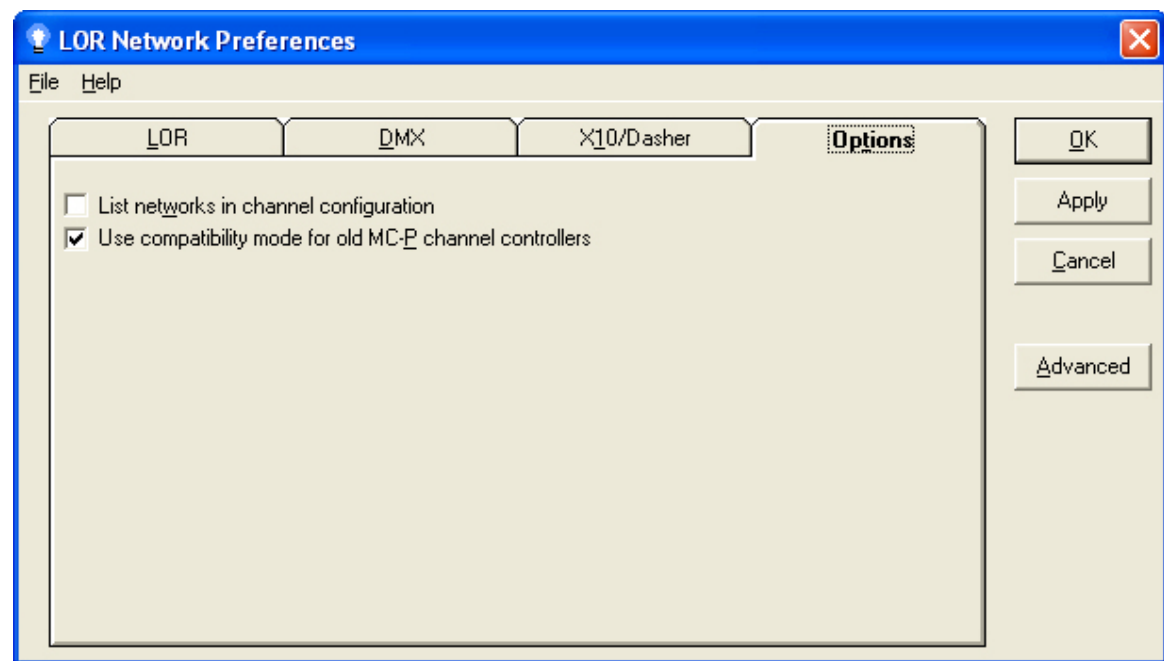 LOR Network Preferences
File Help
LOR DMX X10/Dasher Options
List networks in channel configuration
Use compatibility mode for old MC-P channel controllers
OK
Apply
Cancel
Advanced